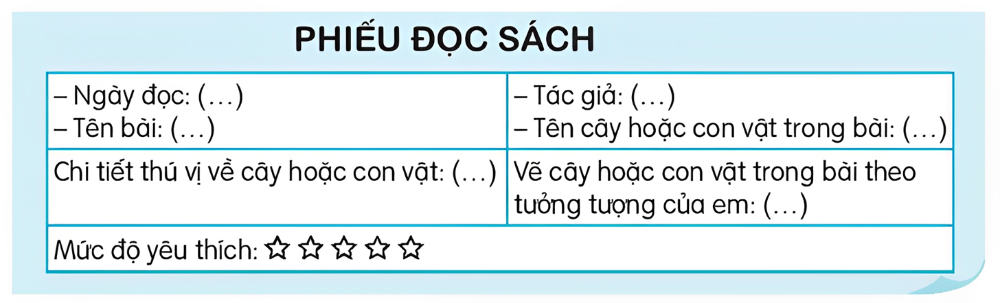 PHIẾU ĐỌC SÁCH
– Ngày đọc: (...)
– Tên bài: (...)
– Tác giả: (...)
– Tên cây hoặc con vật trong bài: (...)
Chi tiết thú vị về cây hoặc con vật: (...)
Vẽ cây hoặc con vật trong bài theo
tưởng tượng của em: (...)
Mức độ yêu thích: ☆ ☆ ☆ ☆ ☆